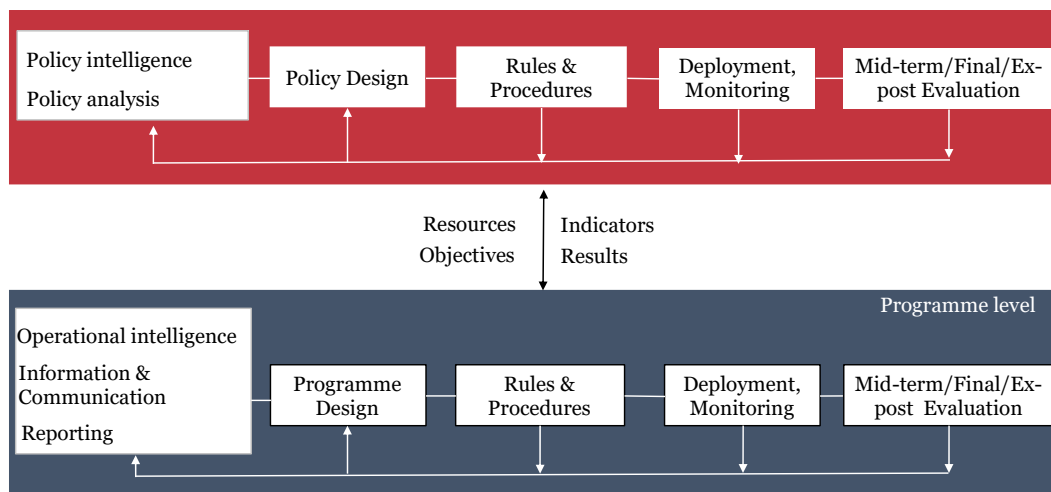 Policy intelligence
Policy analysis
Policy Design
Rules &
Procedures
Deployment,
Monitoring
Mid-term/Final/Ex-
post Evaluation
Resources
Objectives
Indicators
Results
Programme level
Operational intelligence
Information &
Communication
Reporting
Programme
Design
Rules &
Procedures
Deployment,
Monitoring
Mid-term/Final/Ex-
post Evaluation